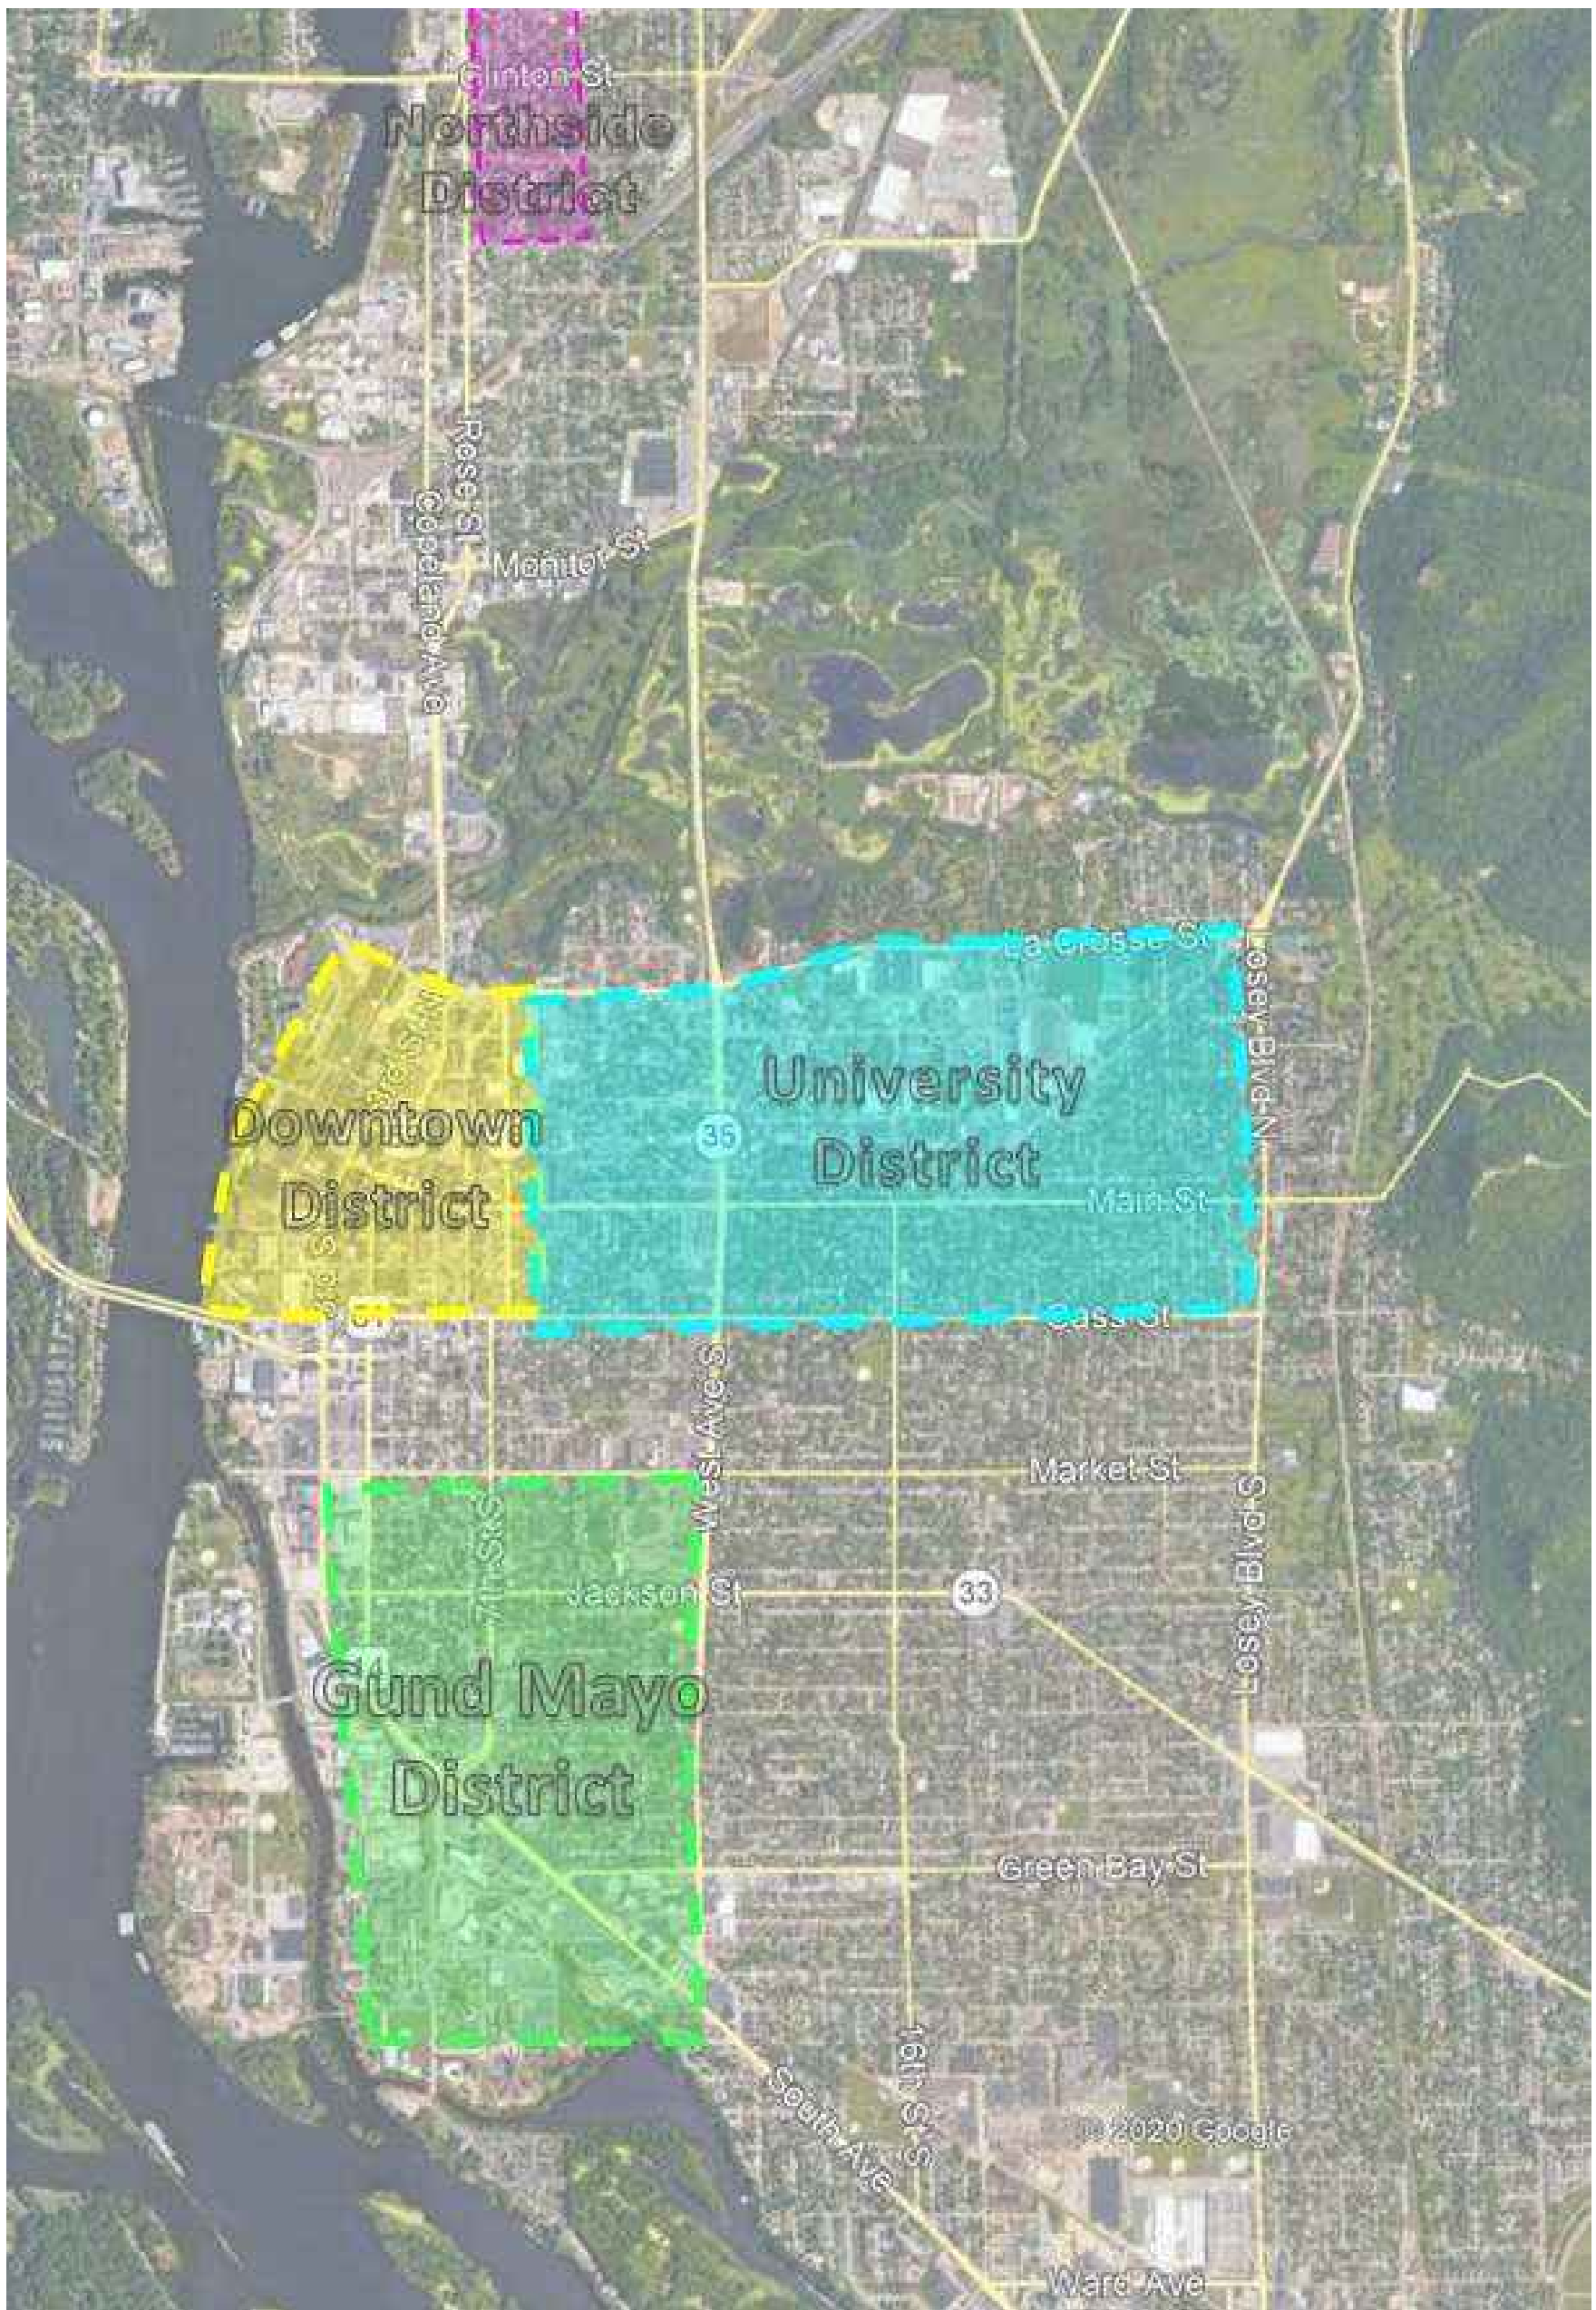 Clinton St
Northside
District
Rose St
Copeland Ave
Monitor St
La Crosse St
Losey Blvd N
University
District
35
Downtown
District
Main St
Cass St
West Ave S
Market St
7th St S
Jackson St
33
Losey Blvd S
Gund Mayo
District
Green Bay St
16th St S
South Ave
©2020 Google
Ward Ave